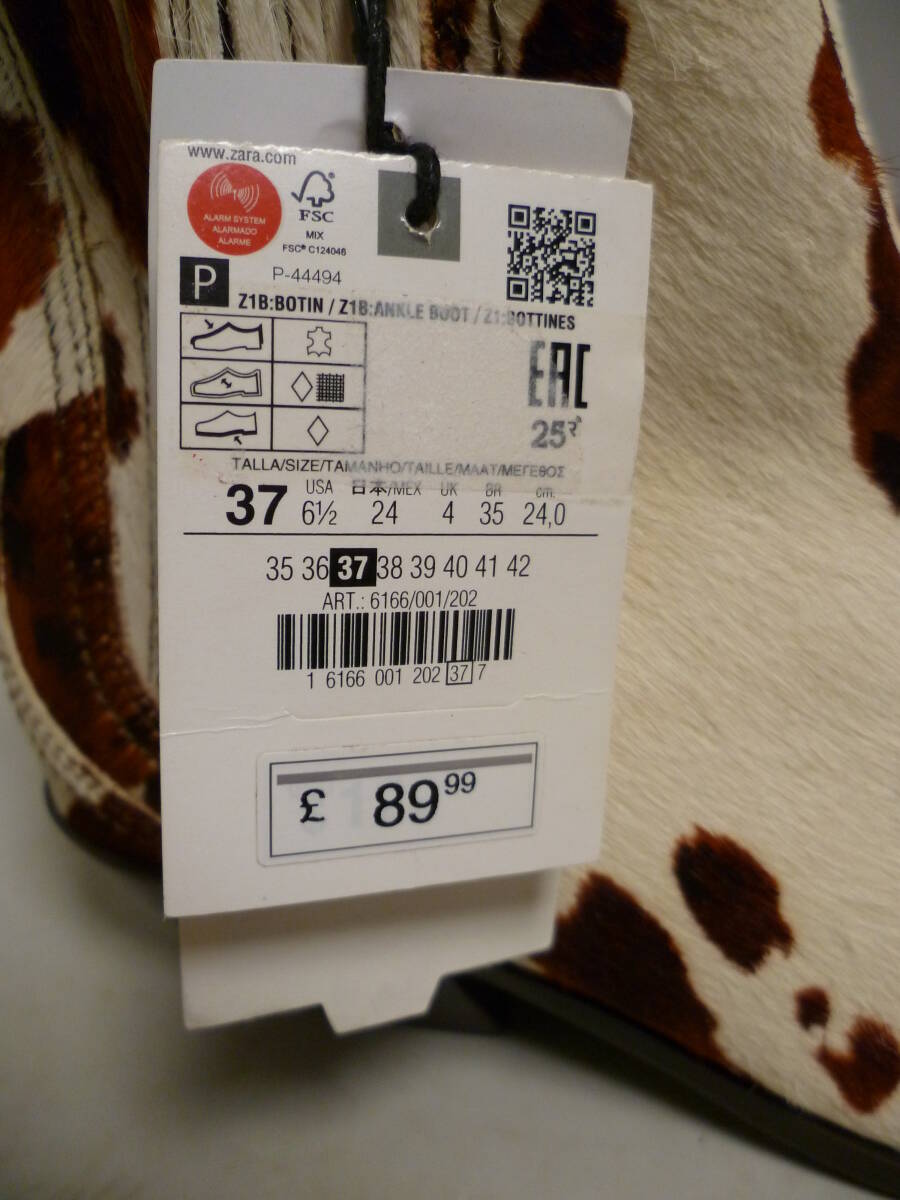 www.zara.com
ALARM SYSTEM
ALARMADO
ALARME
FSC
MIX
FSC® C124046
P
P-44494
Z1B:BOTIN / Z1B:ANKLE BOOT / Z1:BOTTINES
EAC
25
TALLA/SIZE/TAMANHO/TAILLE/MAAT/ΜΕΓΕΘΟΣ
USA 日本/MEX UK BR cm.
37 6½ 24 4 35 24,0
35 36 37 38 39 40 41 42
ART.: 6166/001/202
1 6166 001 202 37 7
£ 89 99